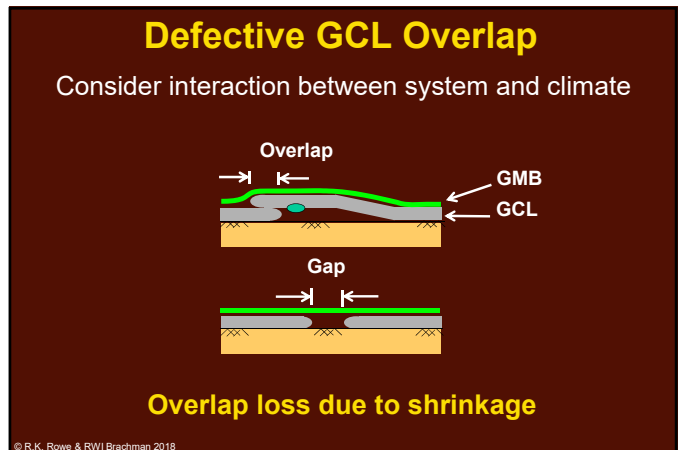 Defective GCL Overlap
Consider interaction between system and climate
Overlap
GMB
GCL
Gap
Overlap loss due to shrinkage
© R.K. Rowe & RWI Brachman 2018